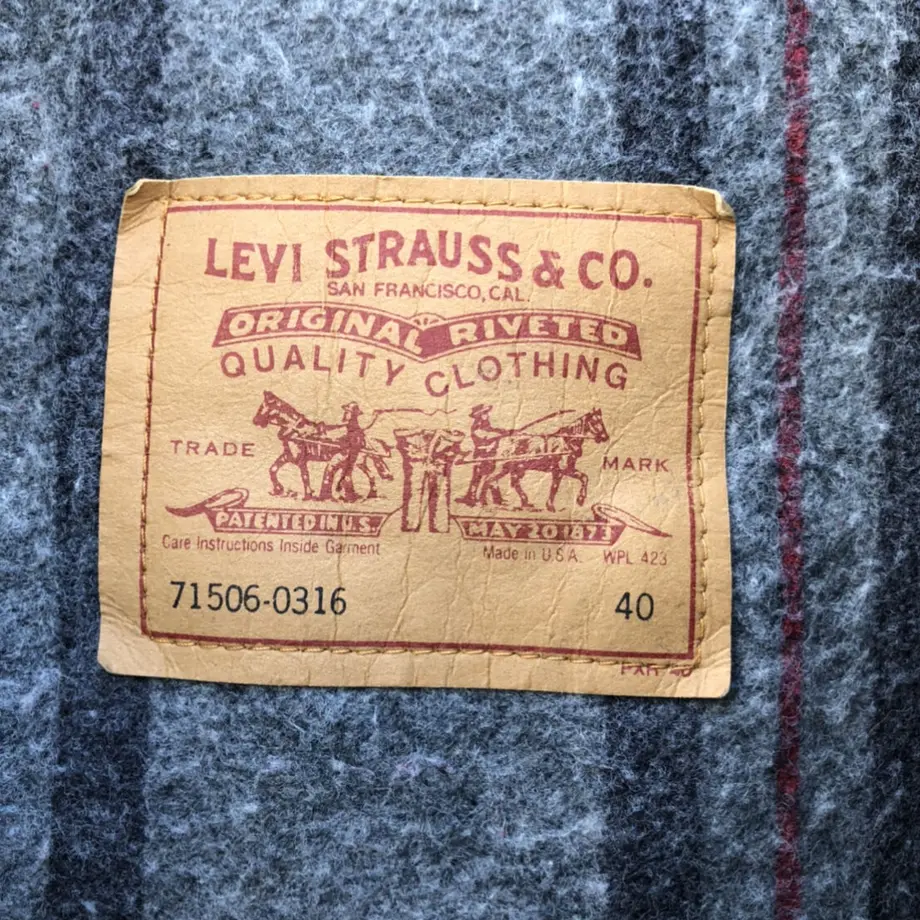 LEVI STRAUSS & CO.
SAN FRANCISCO, CAL.
ORIGINAL RIVETED
QUALITY CLOTHING
TRADE MARK
PATENTED IN U.S. MAY 20 1873
Care Instructions Inside Garment Made in U.S.A. WPL 423
71506-0316 40